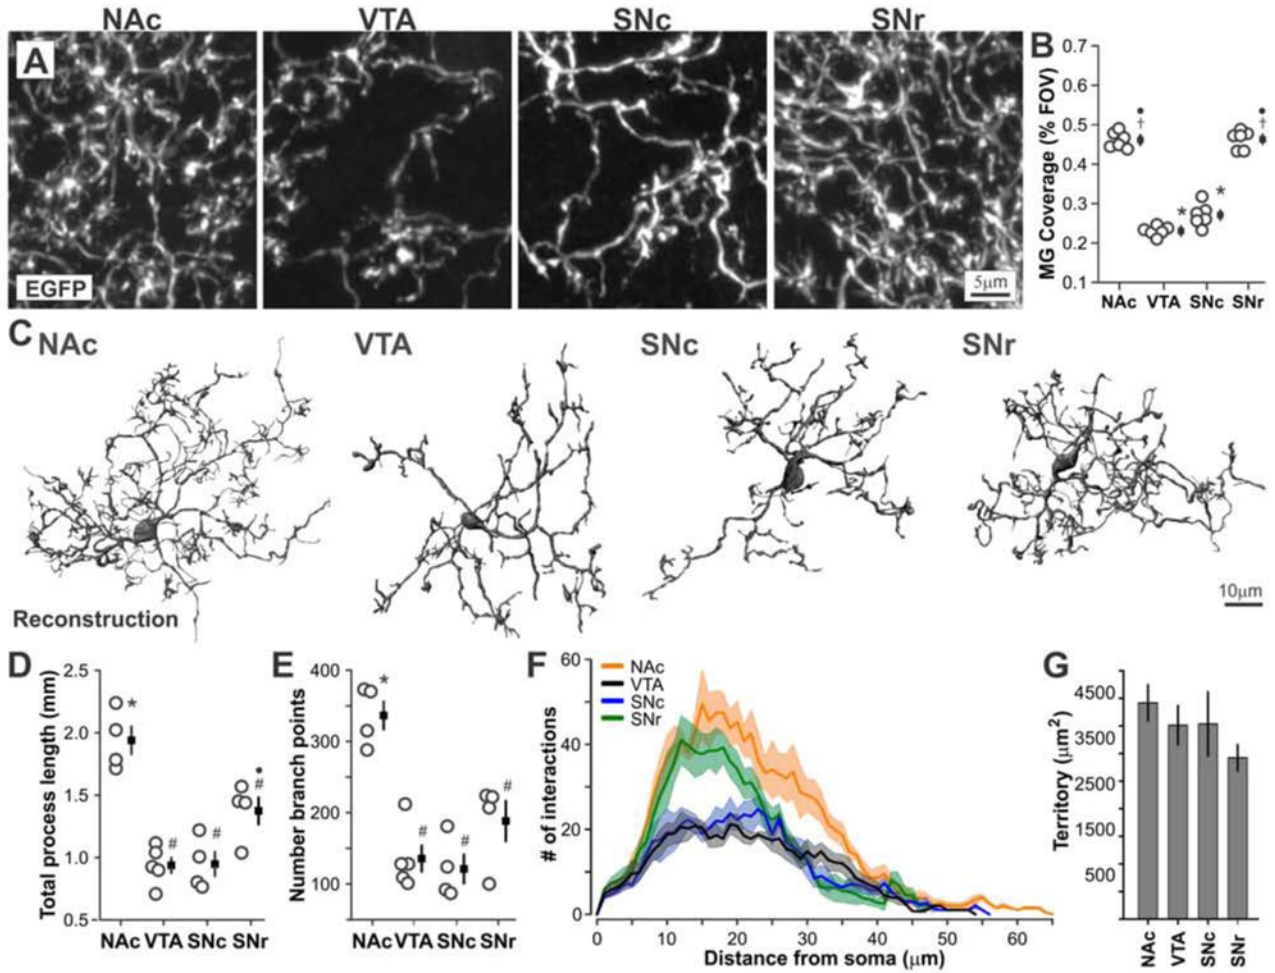 NAc VTA SNc SNr
A
EGFP
5μm
B
MG Coverage (% FOV)
0.7
0.6
0.5
0.4
0.3
0.2
0.1
• † * * • †
NAc VTA SNc SNr
C
NAc VTA SNc SNr
Reconstruction
10μm
D
Total process length (mm)
2.5
2.0
1.5
1.0
0.5
* # # # •
NAc VTA SNc SNr
E
Number branch points
400
300
200
100
* # # #
NAc VTA SNc SNr
F
# of interactions
60
40
20
0
NAc
VTA
SNc
SNr
0 10 20 30 40 50 60
Distance from soma (μm)
G
Territory (μm²)
4500
3500
2500
1500
500
NAc VTA SNc SNr